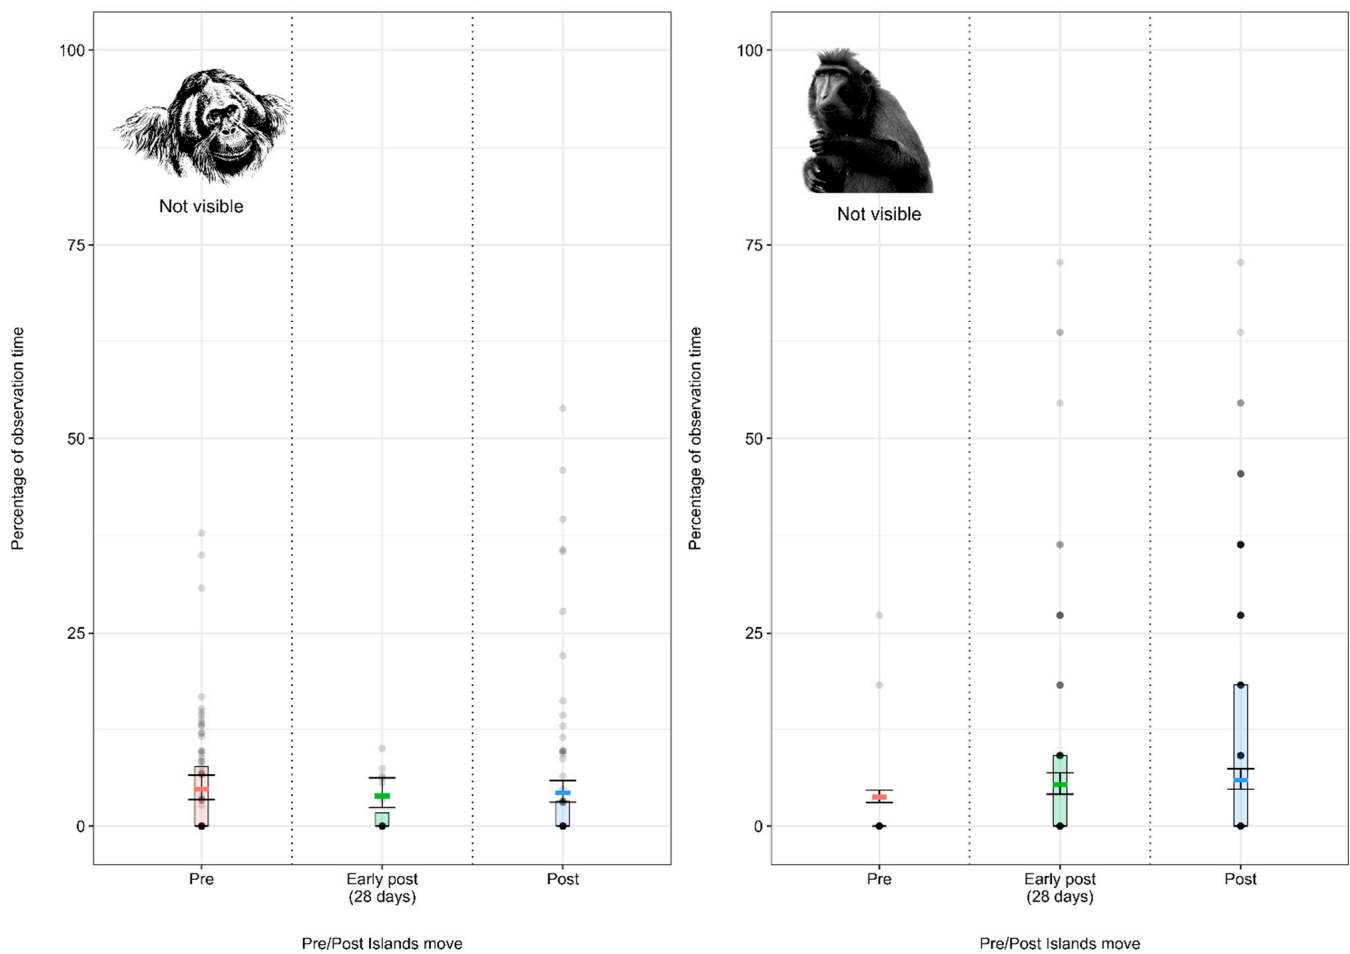 100
75
50
25
0
Percentage of observation time
Not visible
Pre
Early post
(28 days)
Post
Pre/Post Islands move
100
75
50
25
0
Percentage of observation time
Not visible
Pre
Early post
(28 days)
Post
Pre/Post Islands move